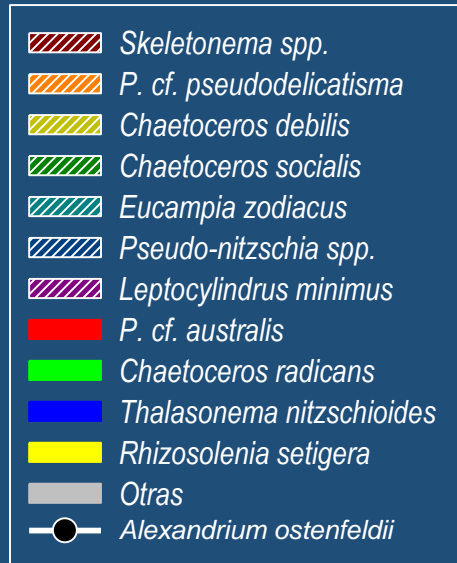 Skeletonema spp.
P. cf. pseudodelicatisma
Chaetoceros debilis
Chaetoceros socialis
Eucampia zodiacus
Pseudo-nitzschia spp.
Leptocylindrus minimus
P. cf. australis
Chaetoceros radicans
Thalasonema nitzschioides
Rhizosolenia setigera
Otras
Alexandrium ostenfeldii